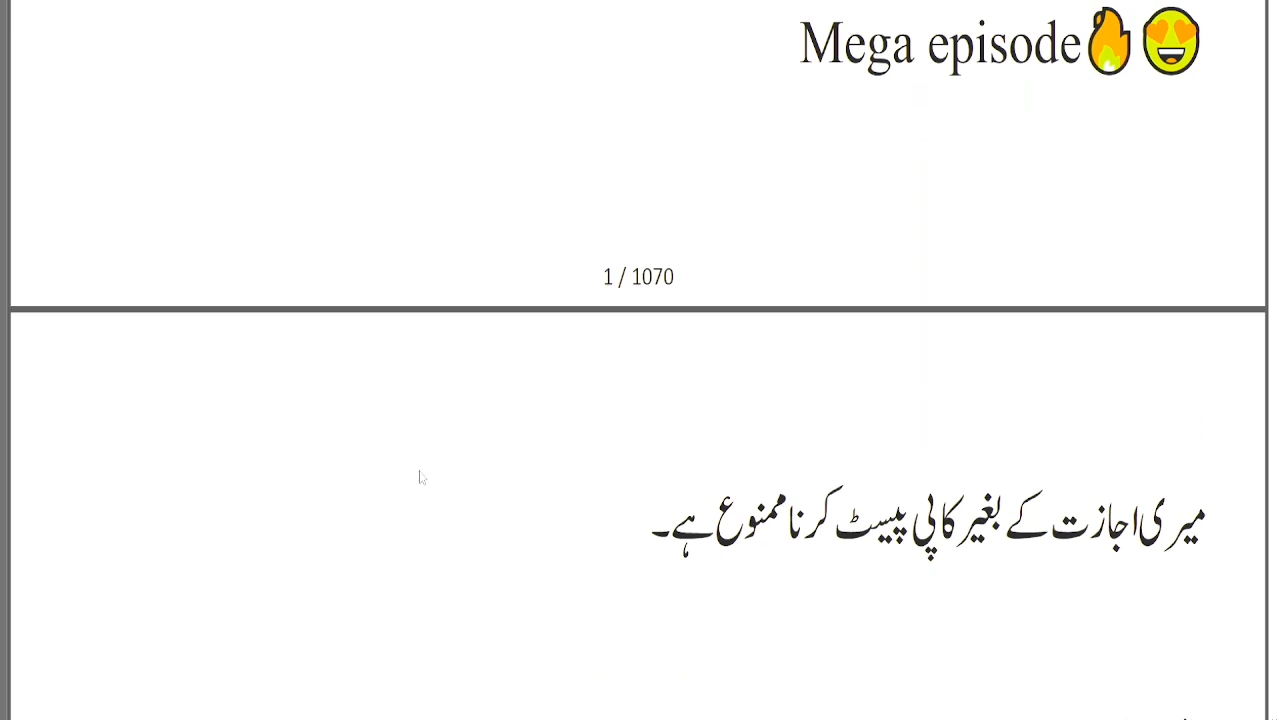 Mega episode🔥😍
1 / 1070
میری اجازت کے بغیر کاپی پیسٹ کرنا ممنوع ہے۔